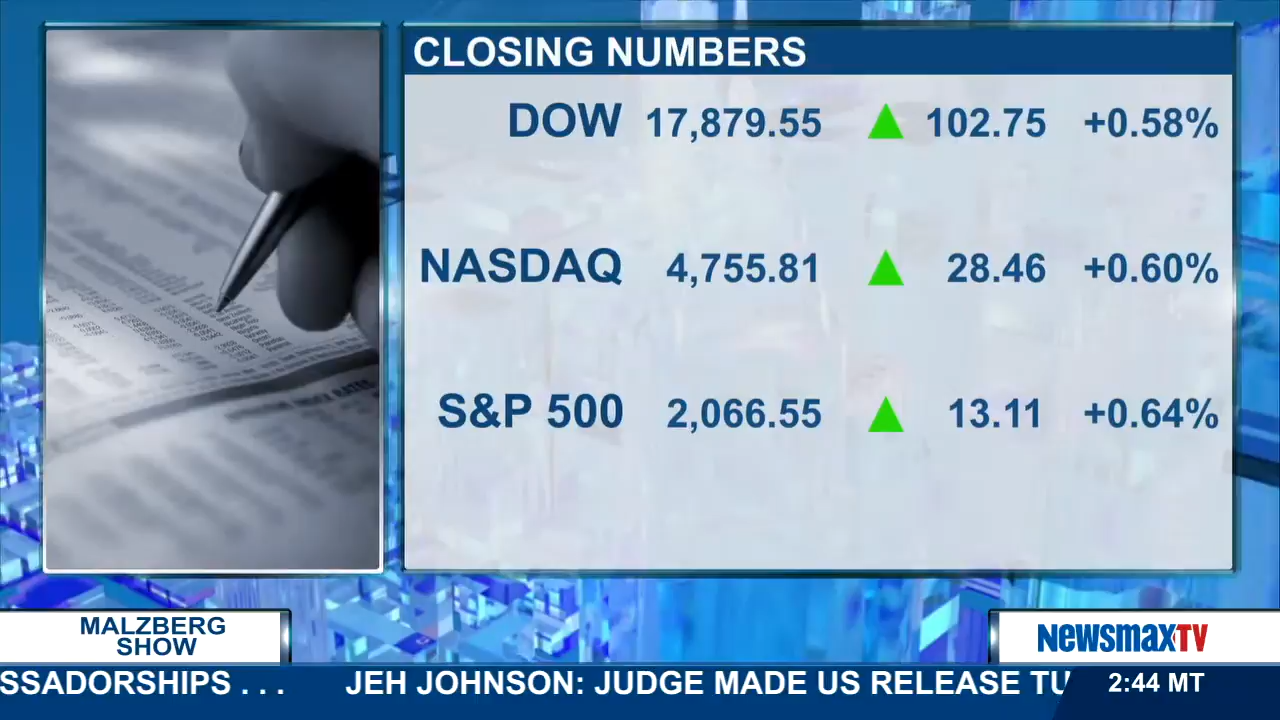 CLOSING NUMBERS
DOW 17,879.55 ▲ 102.75 +0.58%
NASDAQ 4,755.81 ▲ 28.46 +0.60%
S&P 500 2,066.55 ▲ 13.11 +0.64%
MALZBERG
SHOW
NEWSMAXTV
SSADORSHIPS . . . JEH JOHNSON: JUDGE MADE US RELEASE TU 2:44 MT